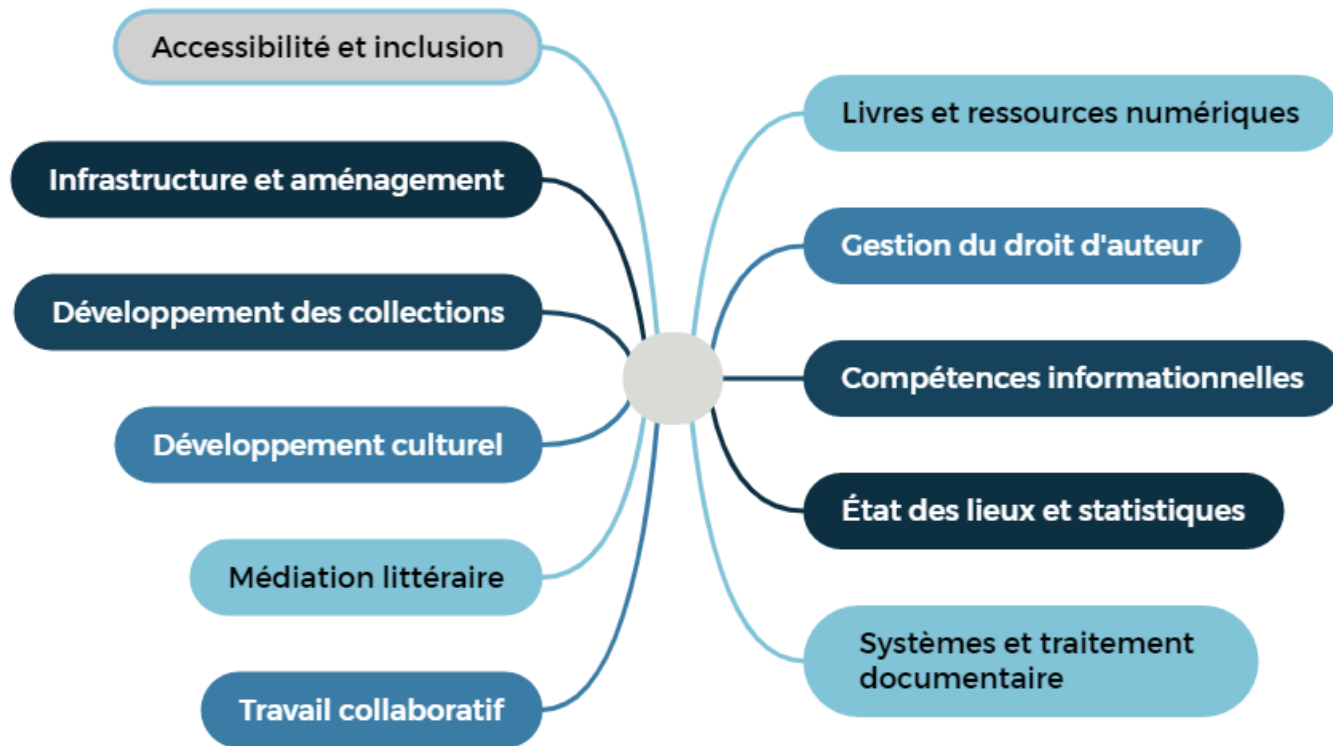 Accessibilité et inclusion
Infrastructure et aménagement
Développement des collections
Développement culturel
Médiation littéraire
Travail collaboratif
Livres et ressources numériques
Gestion du droit d'auteur
Compétences informationnelles
État des lieux et statistiques
Systèmes et traitement
documentaire